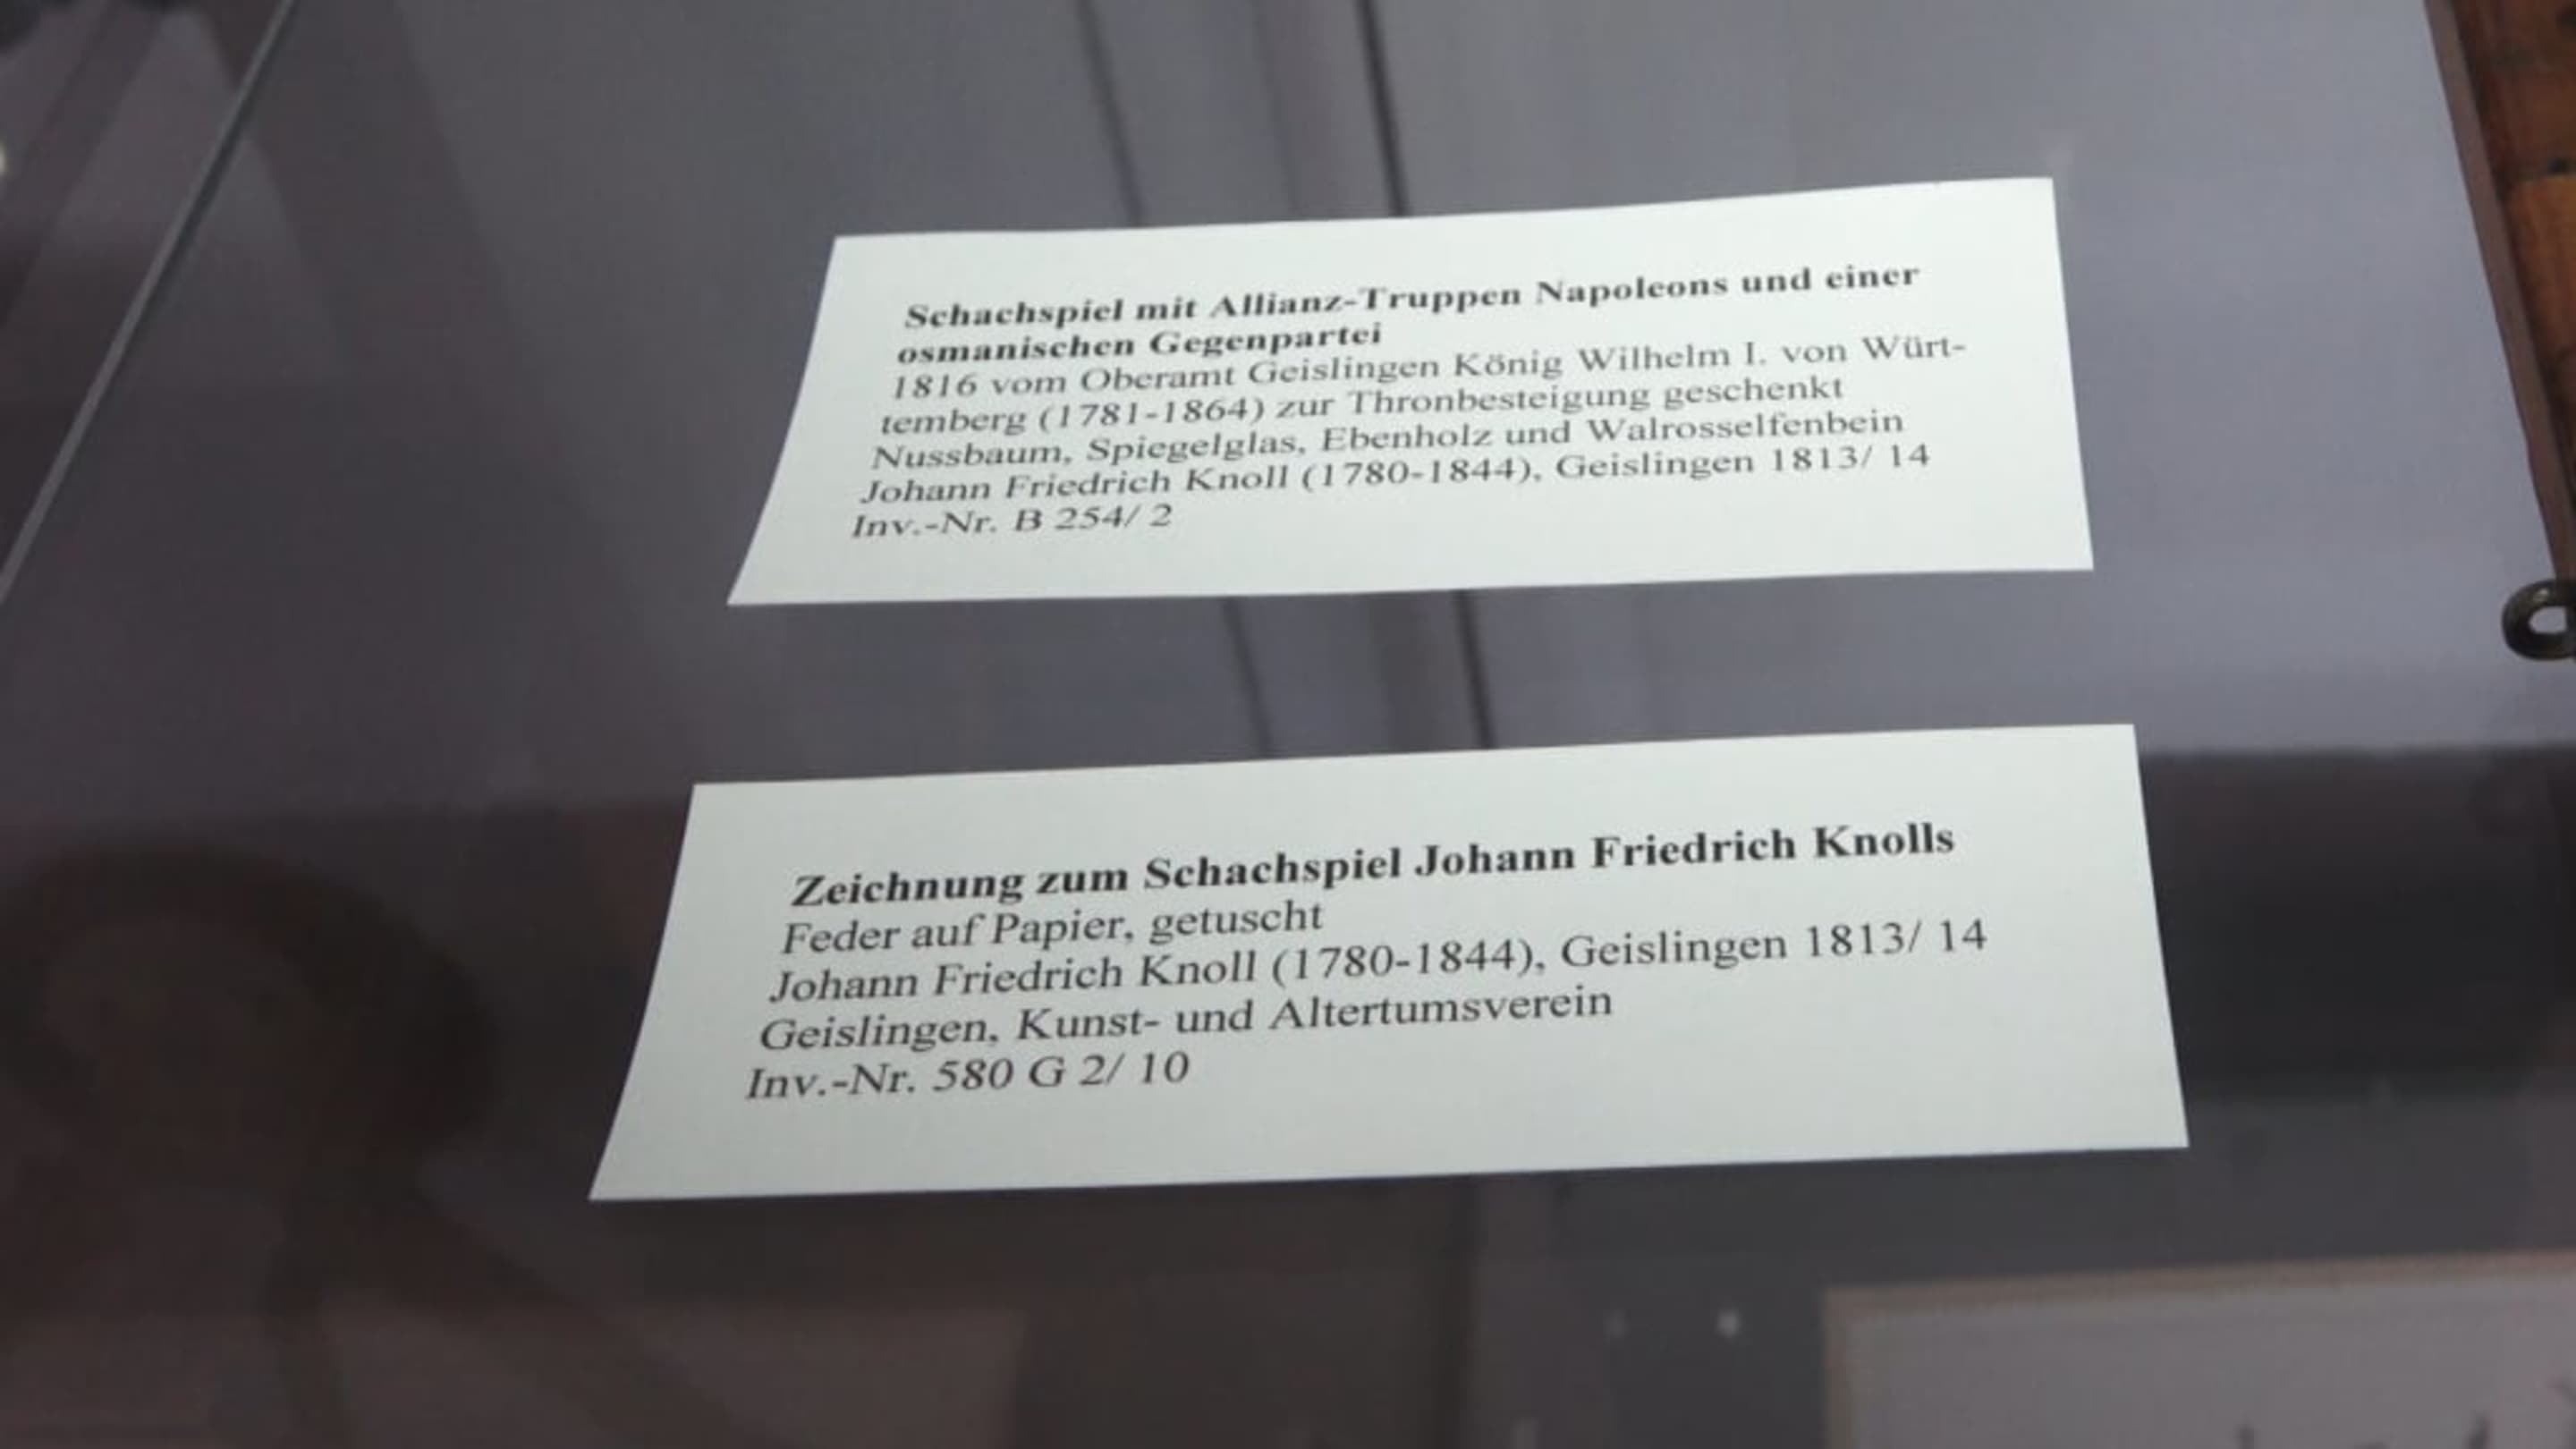 Schachspiel mit Allianz-Truppen Napoleons und einer
osmanischen Gegenpartei
1816 vom Oberamt Geislingen König Wilhelm I. von Würt-
temberg (1781-1864) zur Thronbesteigung geschenkt
Nussbaum, Spiegelglas, Ebenholz und Walrosselfenbein
Johann Friedrich Knoll (1780-1844), Geislingen 1813/ 14
Inv.-Nr. B 254/ 2
Zeichnung zum Schachspiel Johann Friedrich Knolls
Feder auf Papier, getuscht
Johann Friedrich Knoll (1780-1844), Geislingen 1813/ 14
Geislingen, Kunst- und Altertumsverein
Inv.-Nr. 580 G 2/ 10